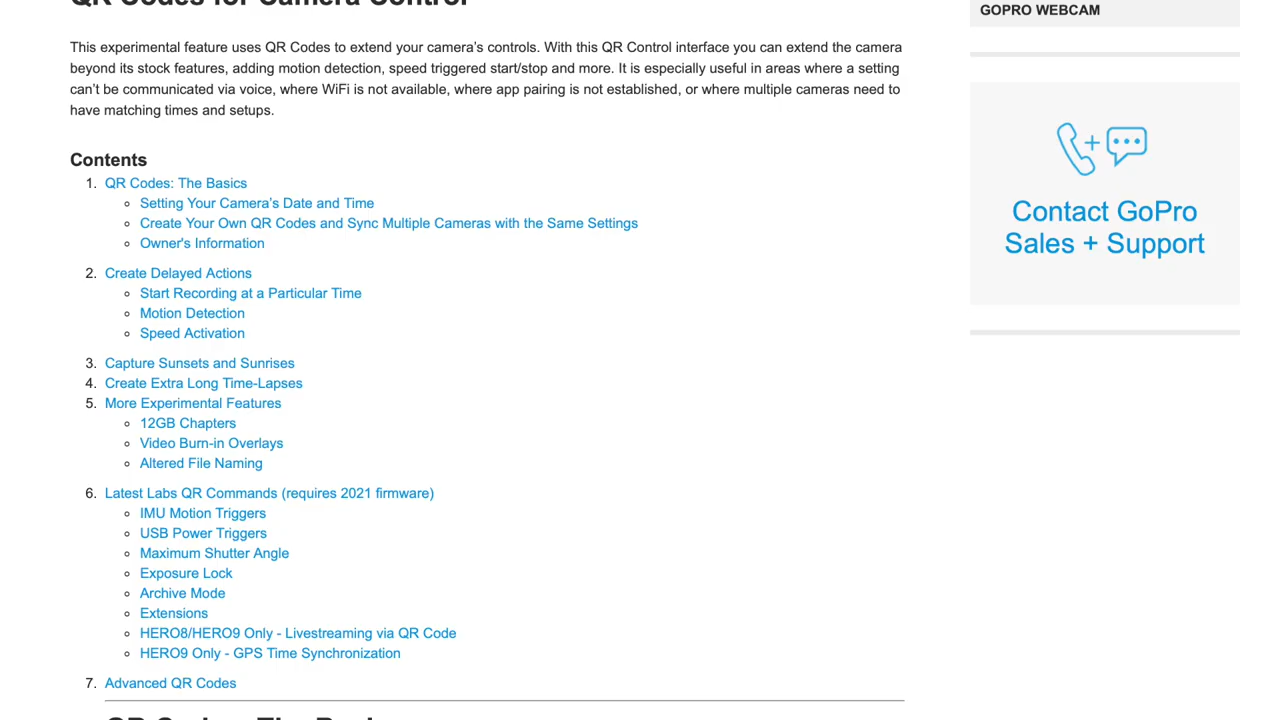 QR Codes for Camera Control
GOPRO WEBCAM
This experimental feature uses QR Codes to extend your camera’s controls. With this QR Control interface you can extend the camera
beyond its stock features, adding motion detection, speed triggered start/stop and more. It is especially useful in areas where a setting
can’t be communicated via voice, where WiFi is not available, where app pairing is not established, or where multiple cameras need to
have matching times and setups.
Contact GoPro
Sales + Support
Contents
1. QR Codes: The Basics
Setting Your Camera’s Date and Time
Create Your Own QR Codes and Sync Multiple Cameras with the Same Settings
Owner's Information
2. Create Delayed Actions
Start Recording at a Particular Time
Motion Detection
Speed Activation
3. Capture Sunsets and Sunrises
4. Create Extra Long Time-Lapses
5. More Experimental Features
12GB Chapters
Video Burn-in Overlays
Altered File Naming
6. Latest Labs QR Commands (requires 2021 firmware)
IMU Motion Triggers
USB Power Triggers
Maximum Shutter Angle
Exposure Lock
Archive Mode
Extensions
HERO8/HERO9 Only - Livestreaming via QR Code
HERO9 Only - GPS Time Synchronization
7. Advanced QR Codes
QR Codes: The Basics